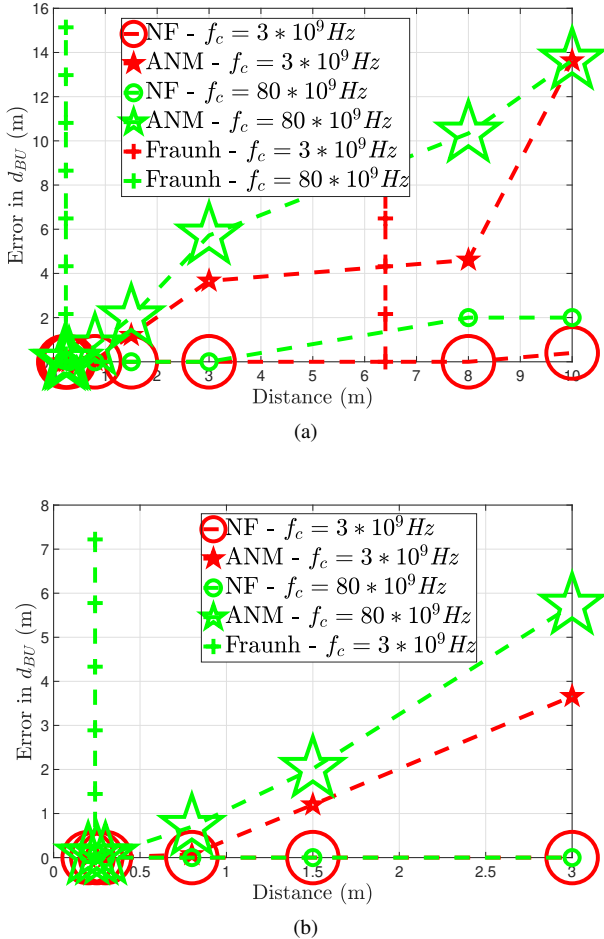 16
14
12
10
8
6
4
2
0
Error in d_BU (m)
NF - f_c = 3 * 10^9 Hz
ANM - f_c = 3 * 10^9 Hz
NF - f_c = 80 * 10^9 Hz
ANM - f_c = 80 * 10^9 Hz
Fraunh - f_c = 3 * 10^9 Hz
Fraunh - f_c = 80 * 10^9 Hz
2 3 4 5 6 7 8 9 10
Distance (m)
(a)
8
7
6
5
4
3
2
1
0
Error in d_BU (m)
NF - f_c = 3 * 10^9 Hz
ANM - f_c = 3 * 10^9 Hz
NF - f_c = 80 * 10^9 Hz
ANM - f_c = 80 * 10^9 Hz
Fraunh - f_c = 3 * 10^9 Hz
0 0.5 1 1.5 2 2.5 3
Distance (m)
(b)